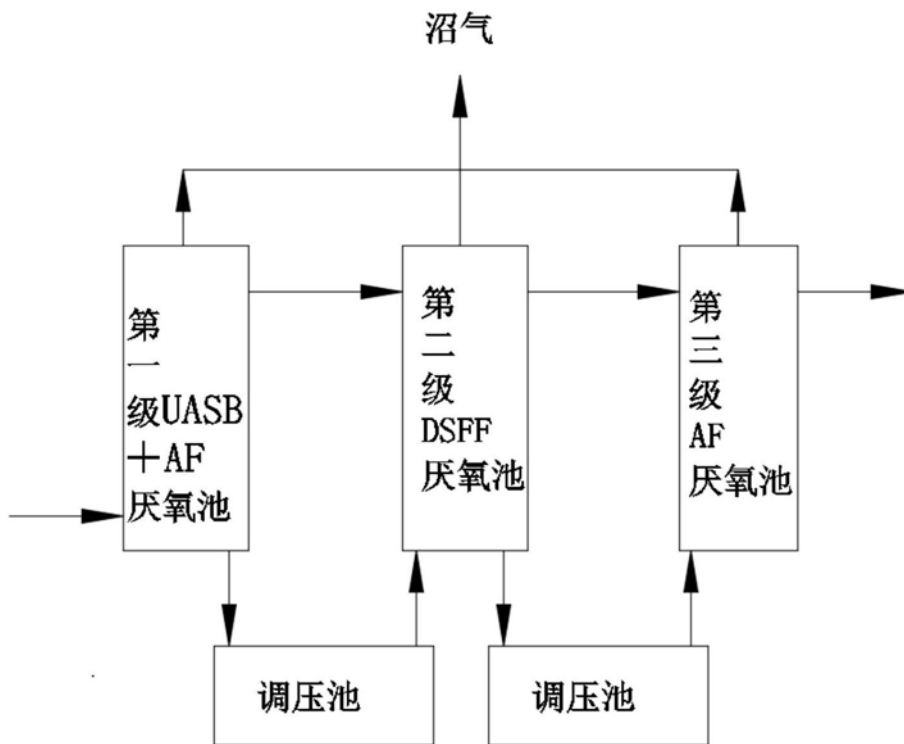 沼气
第
一
级UASB
＋AF
厌氧池
第
二
级
DSFF
厌氧池
第
三
级
AF
厌氧池
调压池
调压池